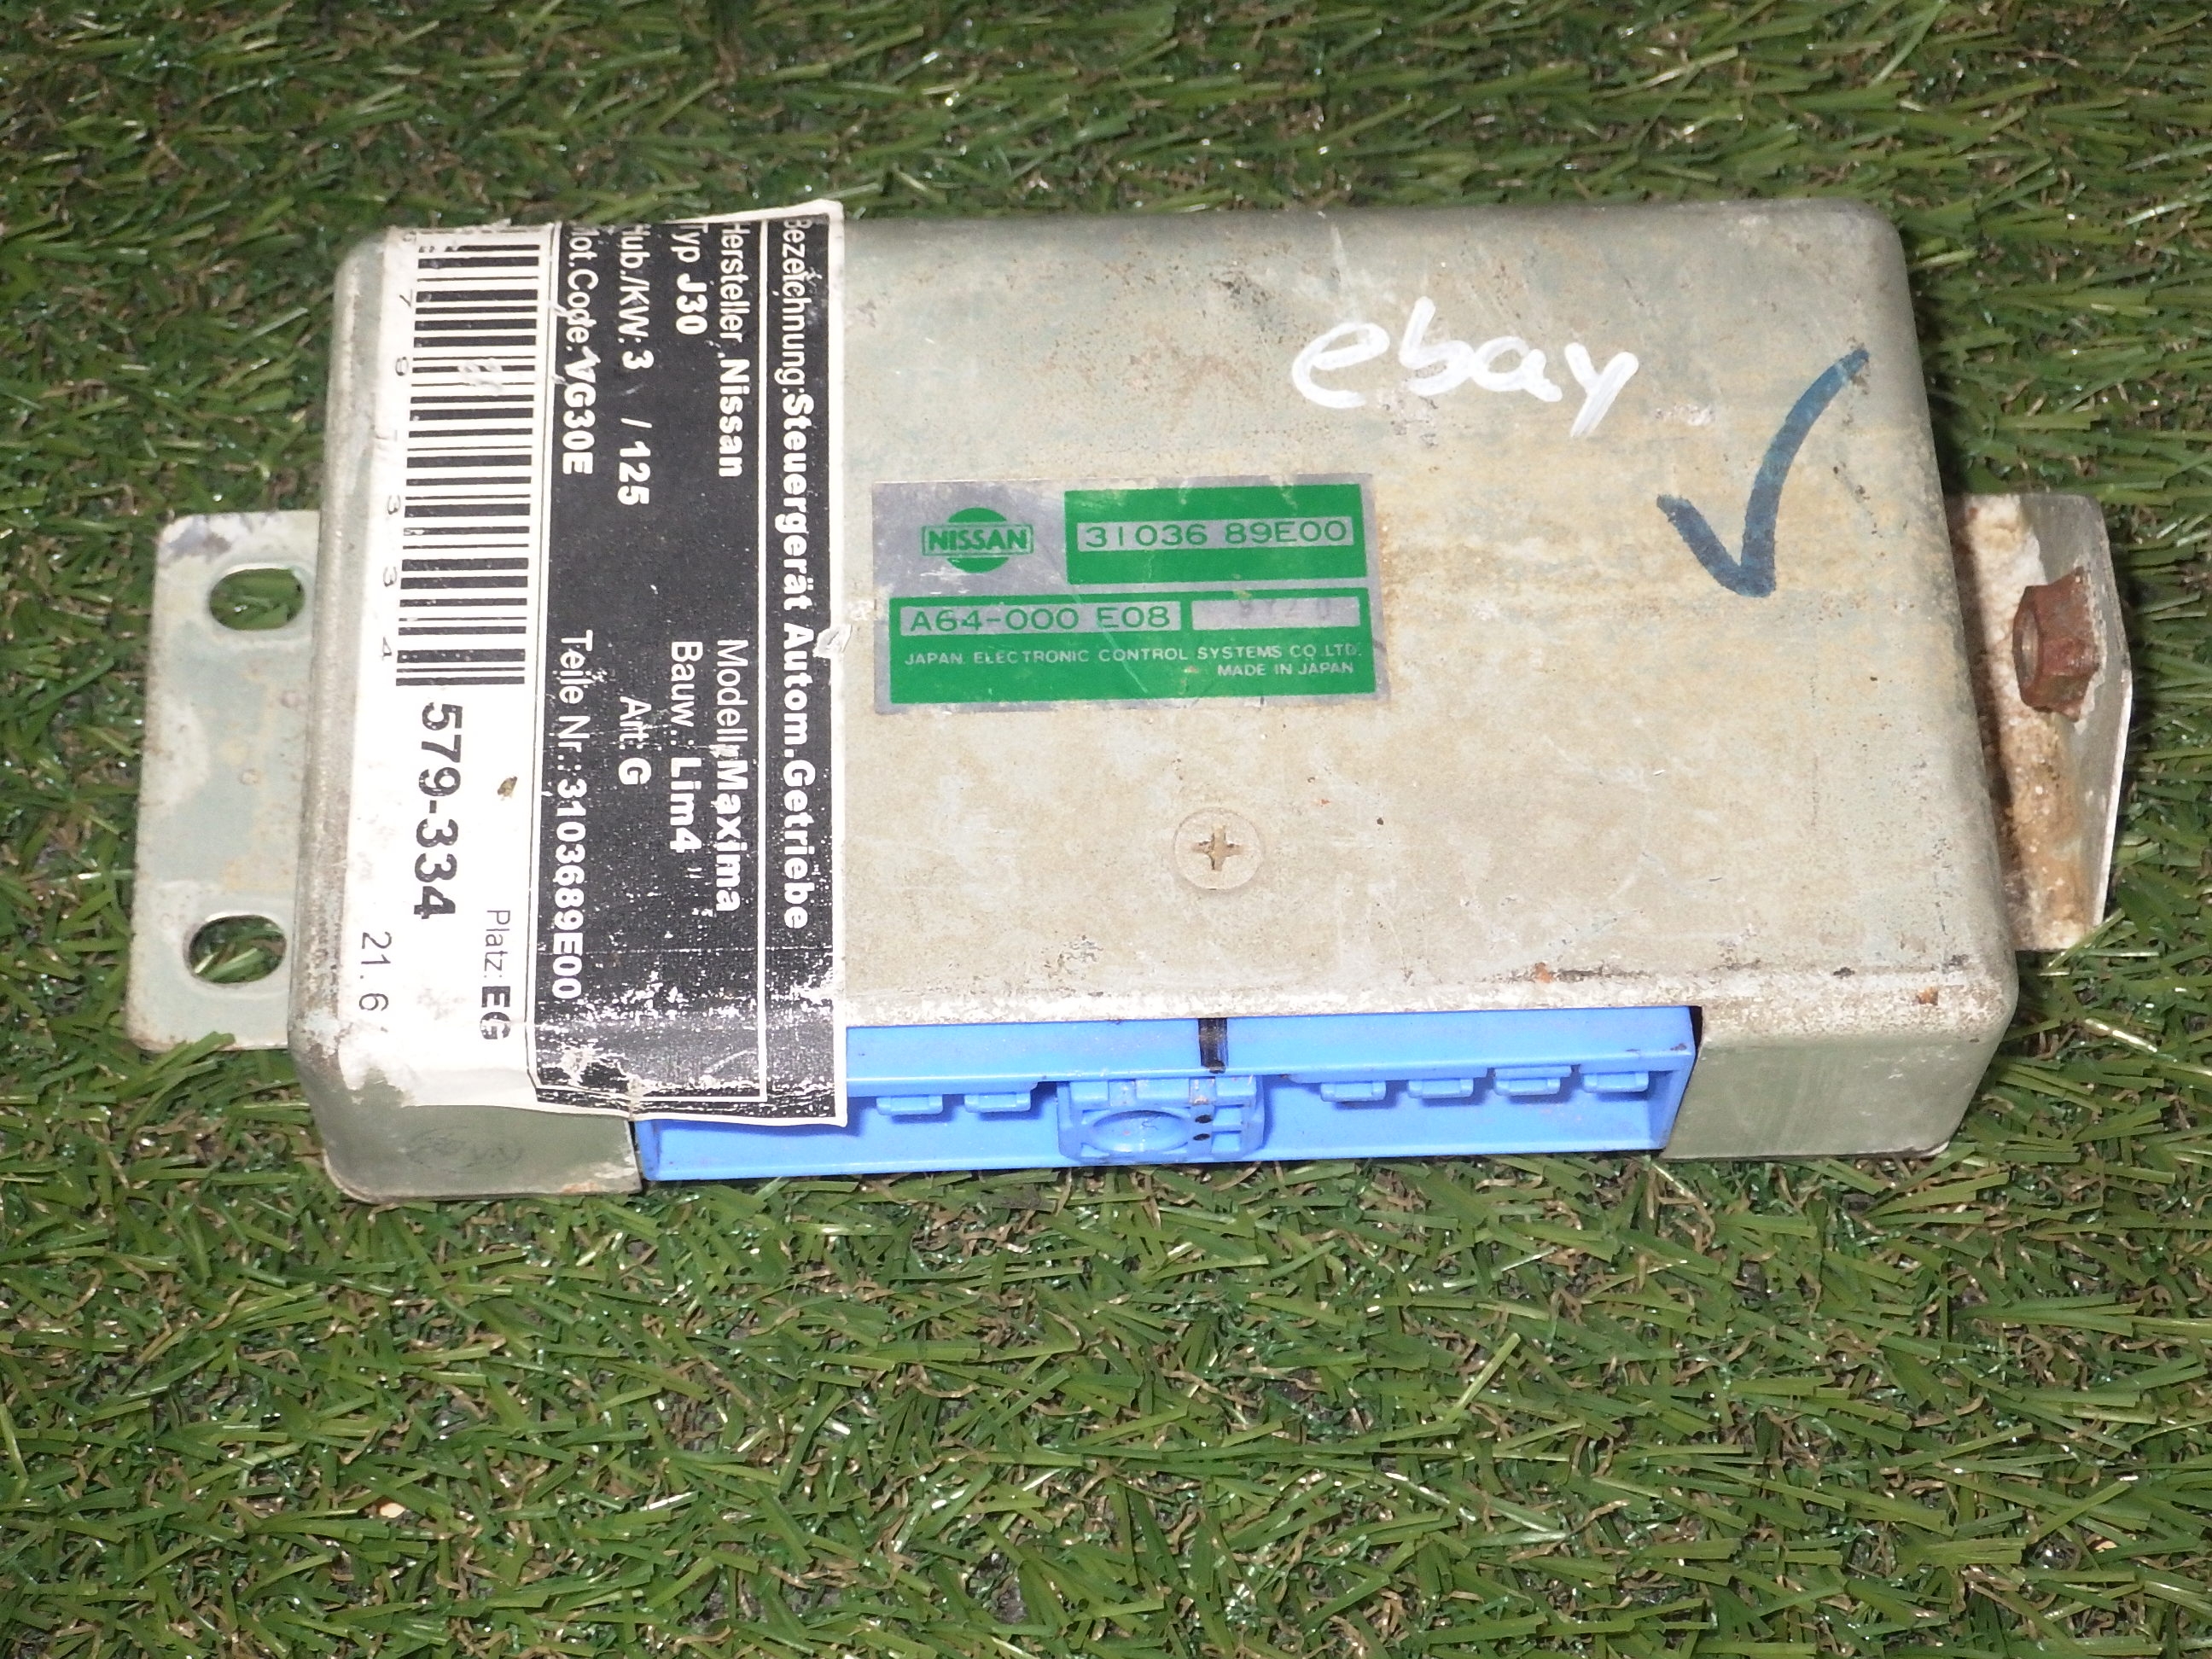 Bezeichnung:Steuergerät Autom.Getriebe
Hersteller Nissan Modell: Maxima
Typ J30 Bauw.: Lim4
Hub./KW: 3 / 125 Art: G
Mot.Code: VG30E Teile Nr.: 3103689E00
579-334
Platz: EG
21.6
ebay
NISSAN
31036 89E00
A64-000 E08
JAPAN ELECTRONIC CONTROL SYSTEMS CO.LTD.
MADE IN JAPAN